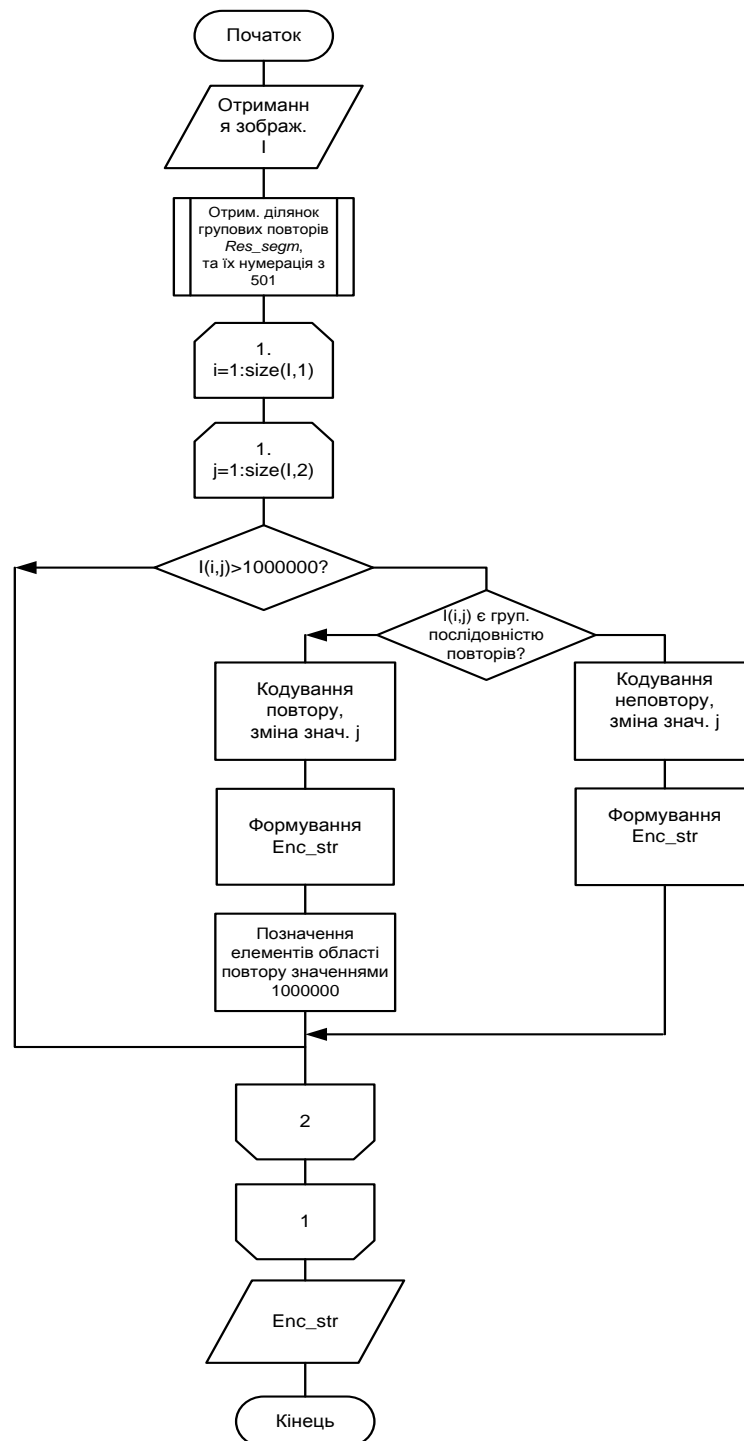 Початок
Отриманн
я зображ.
І
Отрим. ділянок
групових повторів
Res_segm,
та їх нумерація з
501
1.
i=1:size(I,1)
1.
j=1:size(I,2)
I(i,j)>1000000?
I(i,j) є груп.
послідовністю
повторів?
Кодування
повтору,
зміна знач. j
Кодування
неповтору,
зміна знач. j
Формування
Enc_str
Формування
Enc_str
Позначення
елементів області
повтору значеннями
1000000
2
1
Enc_str
Кінець